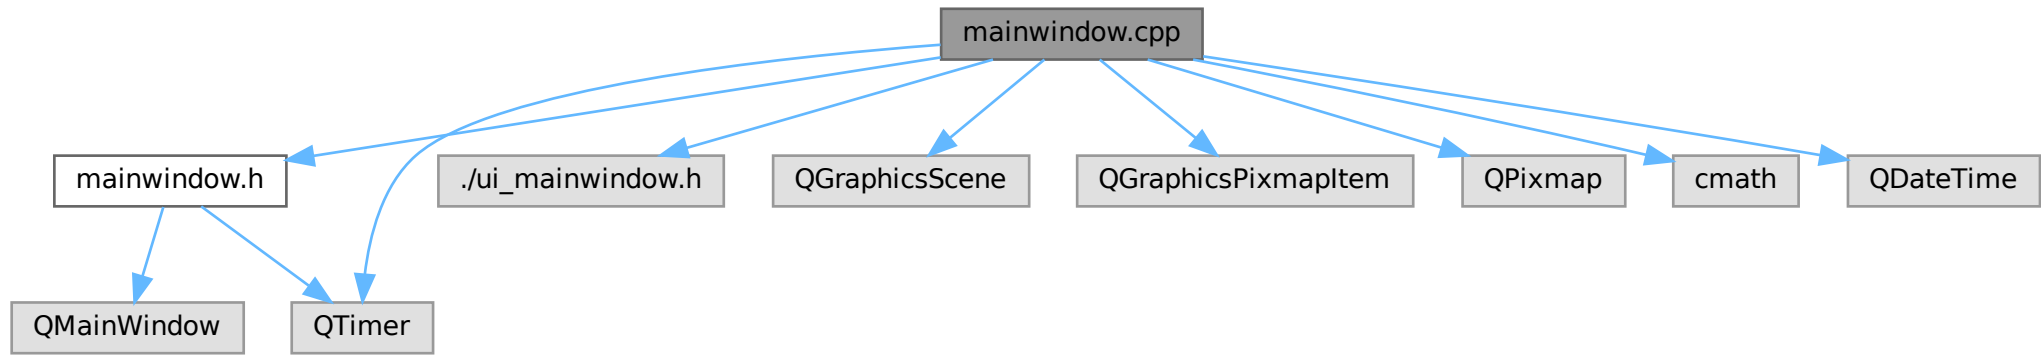 mainwindow.cpp
mainwindow.h
./ui_mainwindow.h
QGraphicsScene
QGraphicsPixmapItem
QPixmap
cmath
QDateTime
QMainWindow
QTimer